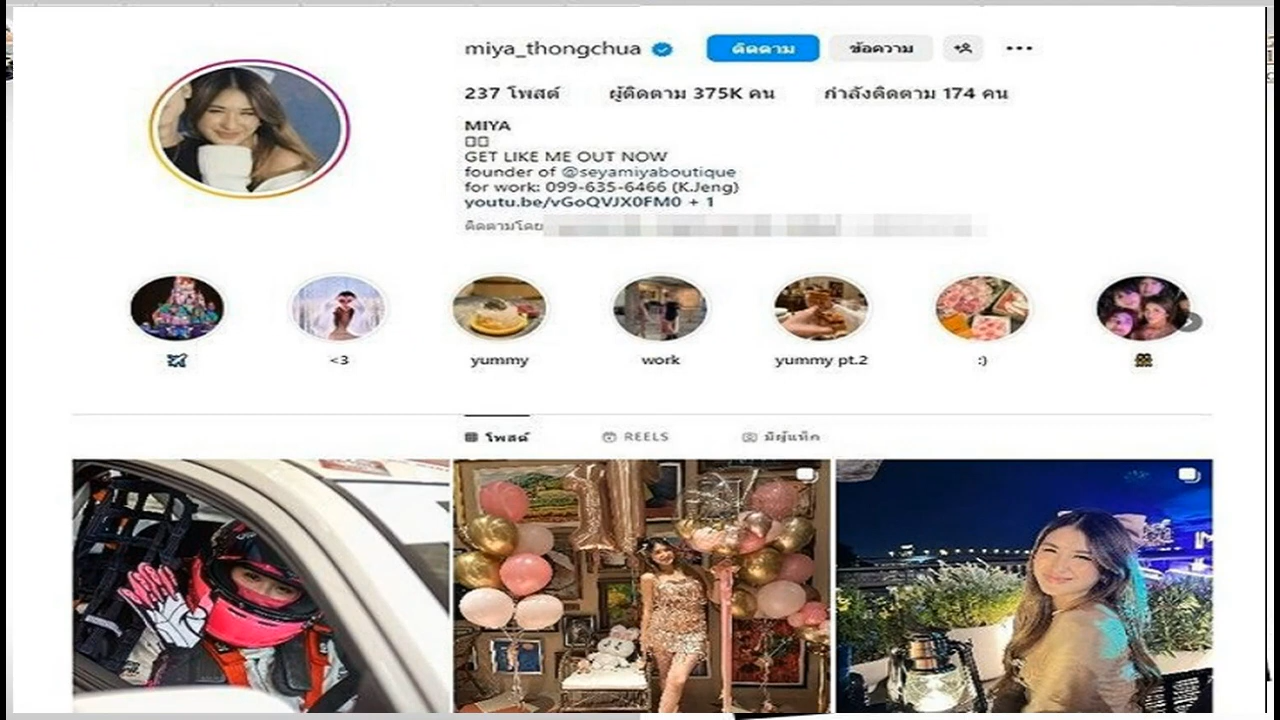 miya_thongchua
ติดตาม
ข้อความ
237 โพสต์ ผู้ติดตาม 375K คน กำลังติดตาม 174 คน
MIYA
GET LIKE ME OUT NOW
founder of @seyamiyaboutique
for work: 099-635-6466 (K.Jeng)
youtu.be/vGoQVJX0FM0 + 1
ติดตามโดย
<3 yummy work yummy pt.2 :)
โพสต์ REELS มีผู้แท็ก